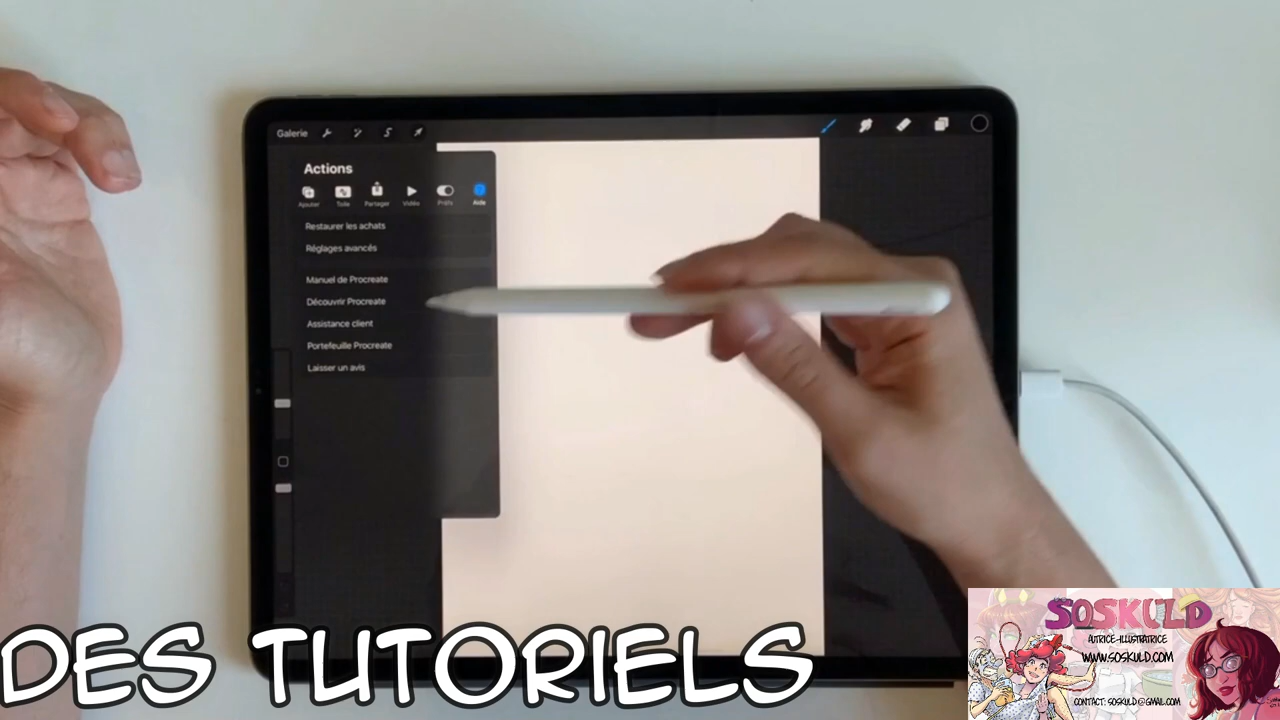 Galerie
Actions
Ajouter Toile Partager Vidéo Préfs Aide
Restaurer les achats
Réglages avancés
Manuel de Procreate
Découvrir Procreate
Assistance client
Portefeuille Procreate
Laisser un avis
DES TUTORIELS
SOSKULD
AUTRICE-ILLUSTRATRICE
WWW.SOSKULD.COM
CONTACT: SOSKULD@GMAIL.COM